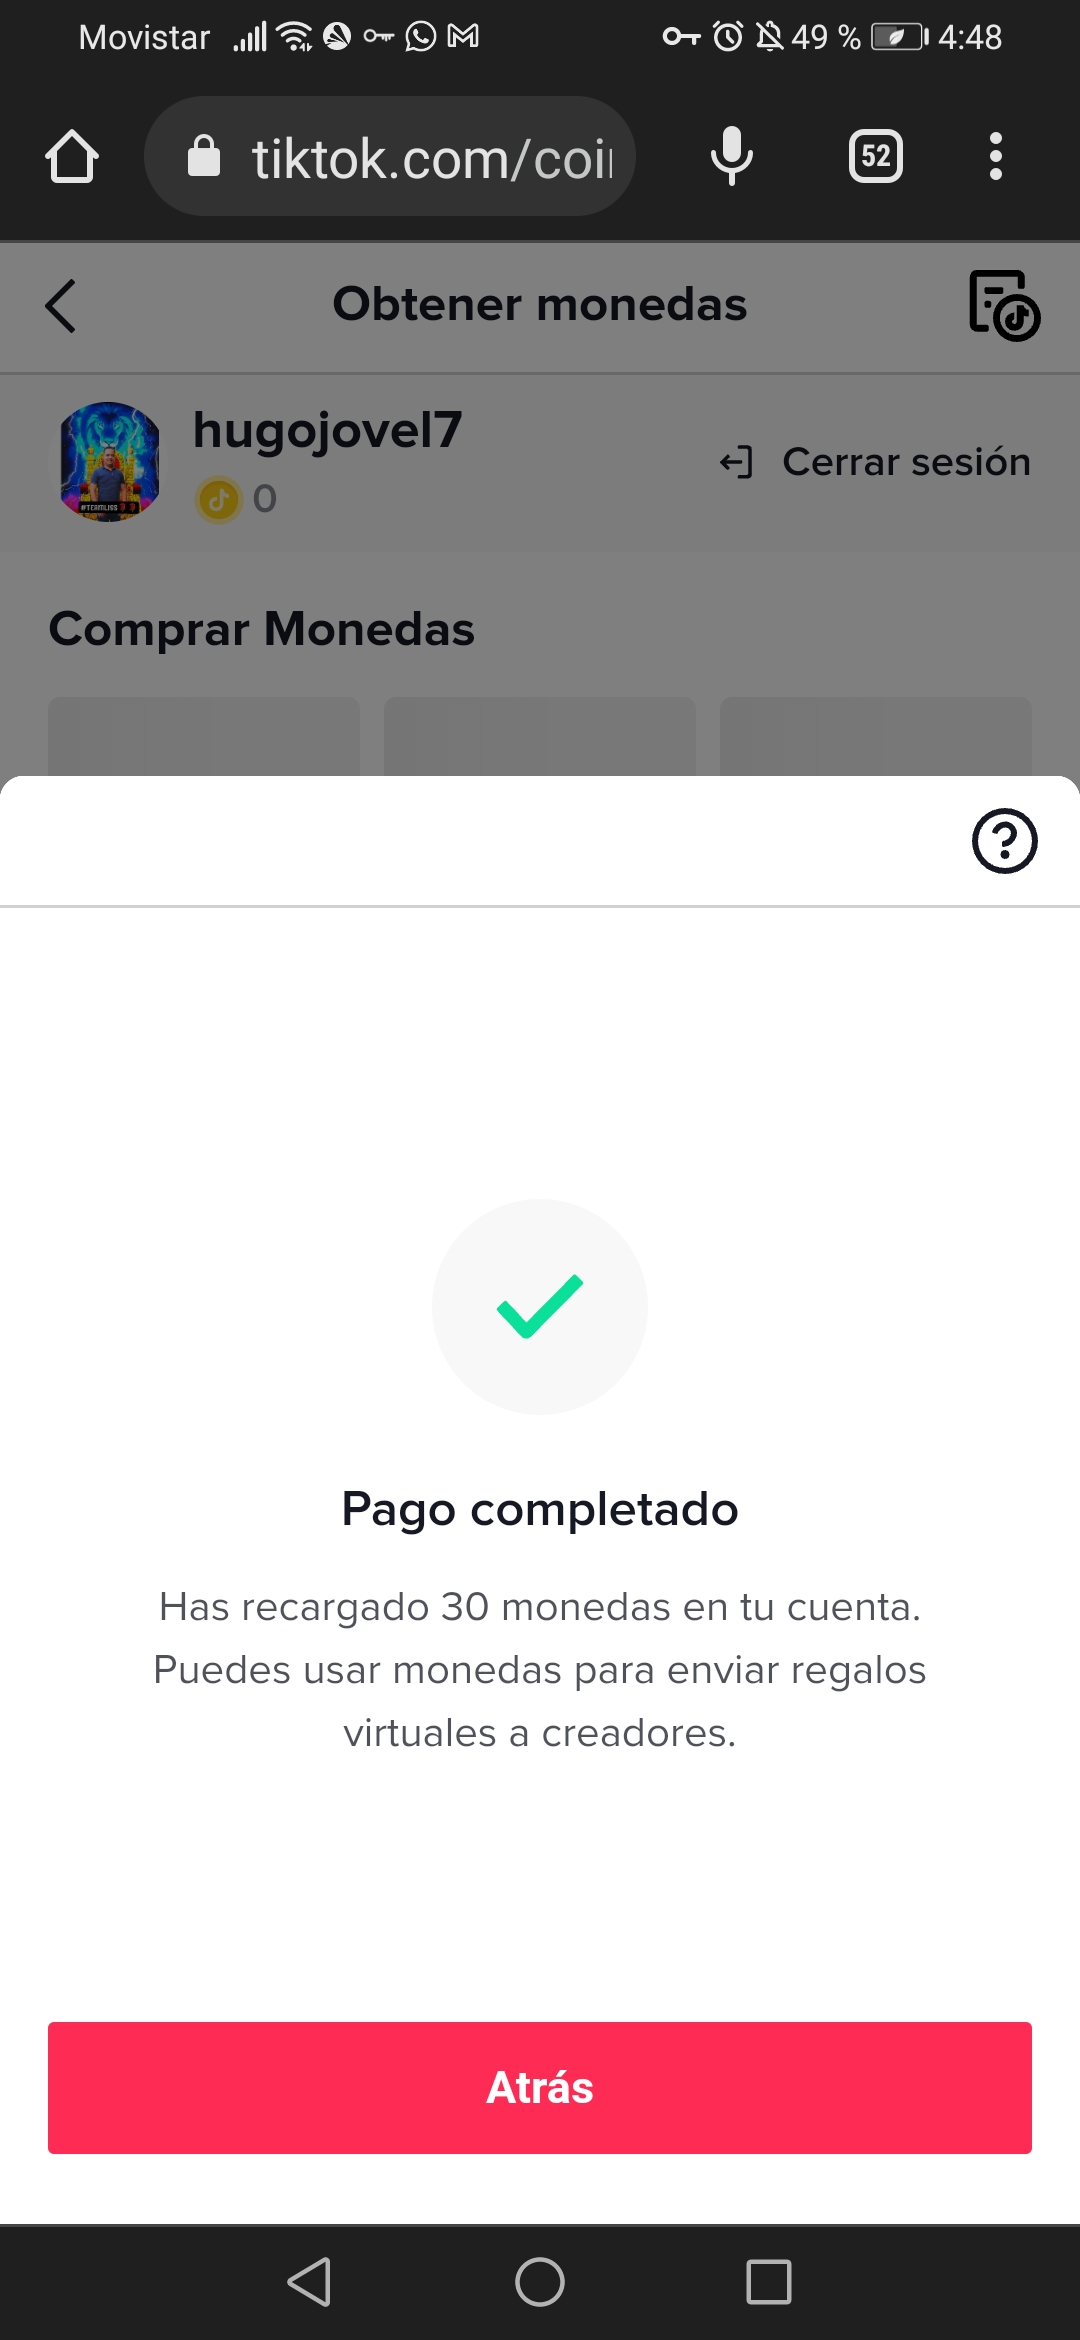 Movistar
49 %
4:48
tiktok.com/coi
52
Obtener monedas
hugojovel7
0
Cerrar sesión
#TEAMLISS
Comprar Monedas
Pago completado
Has recargado 30 monedas en tu cuenta.
Puedes usar monedas para enviar regalos
virtuales a creadores.
Atrás